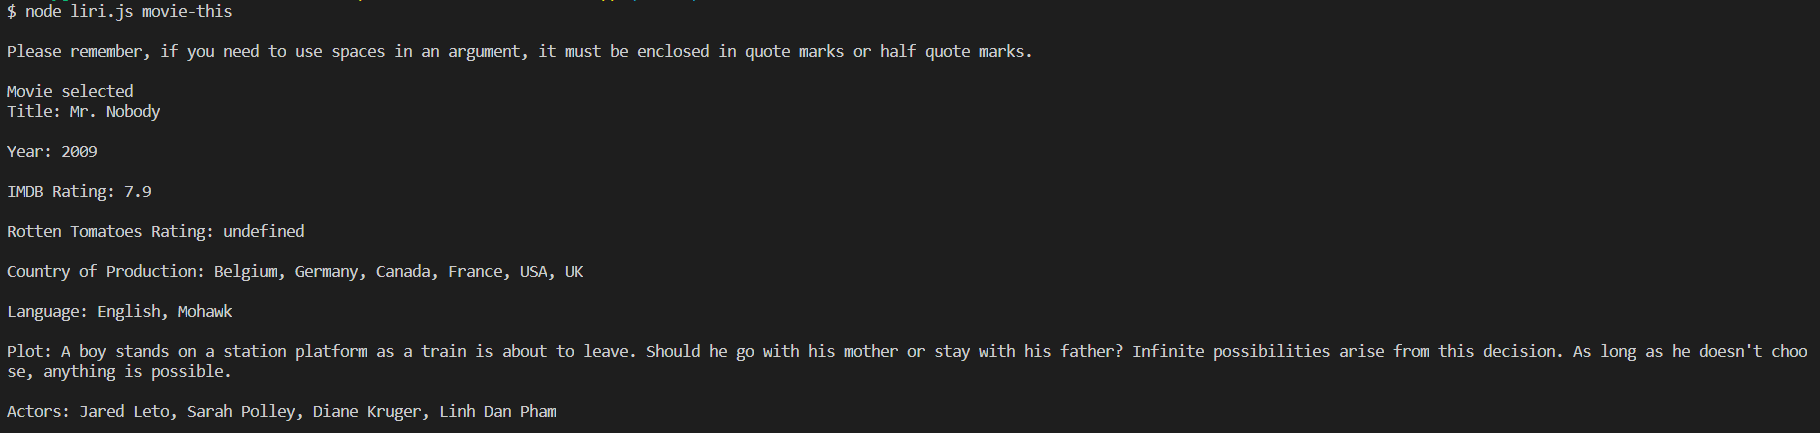 $ node liri.js movie-this
Please remember, if you need to use spaces in an argument, it must be enclosed in quote marks or half quote marks.
Movie selected
Title: Mr. Nobody
Year: 2009
IMDB Rating: 7.9
Rotten Tomatoes Rating: undefined
Country of Production: Belgium, Germany, Canada, France, USA, UK
Language: English, Mohawk
Plot: A boy stands on a station platform as a train is about to leave. Should he go with his mother or stay with his father? Infinite possibilities arise from this decision. As long as he doesn't choo
se, anything is possible.
Actors: Jared Leto, Sarah Polley, Diane Kruger, Linh Dan Pham